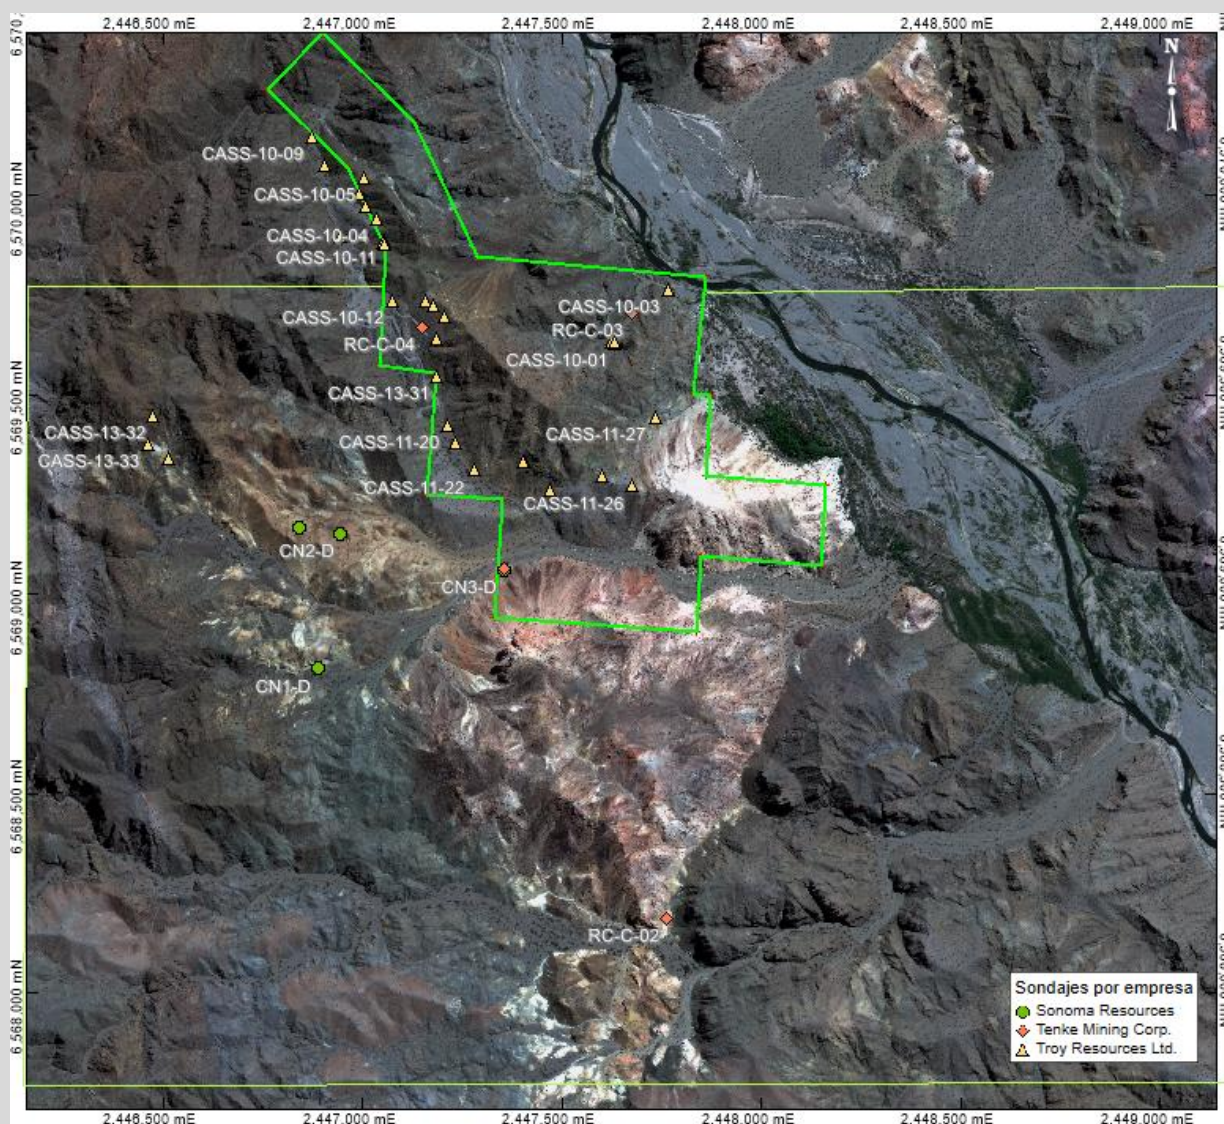 2,446,500 mE 2,447,000 mE 2,447,500 mE 2,448,000 mE 2,448,500 mE 2,449,000 mE
N
CASS-10-09
CASS-10-05
6 570,000 mN
CASS-10-04
CASS-10-11
CASS-10-03
CASS-10-12
RC-C-03
RC-C-04
CASS-10-01
CASS-13-31
6 569,500 mN
CASS-13-32
CASS-11-27
CASS-11-20
CASS-13-33
CASS-11-22
CASS-11-26
CN2-D
CN3-D
6 569,000 mN
CN1-D
6 568,500 mN
RC-C-02
6 568,000 mN
Sondajes por empresa
Sonoma Resources
Tenke Mining Corp.
Troy Resources Ltd.
2,446,500 mE 2,447,000 mE 2,447,500 mE 2,448,000 mE 2,448,500 mE 2,449,000 mE